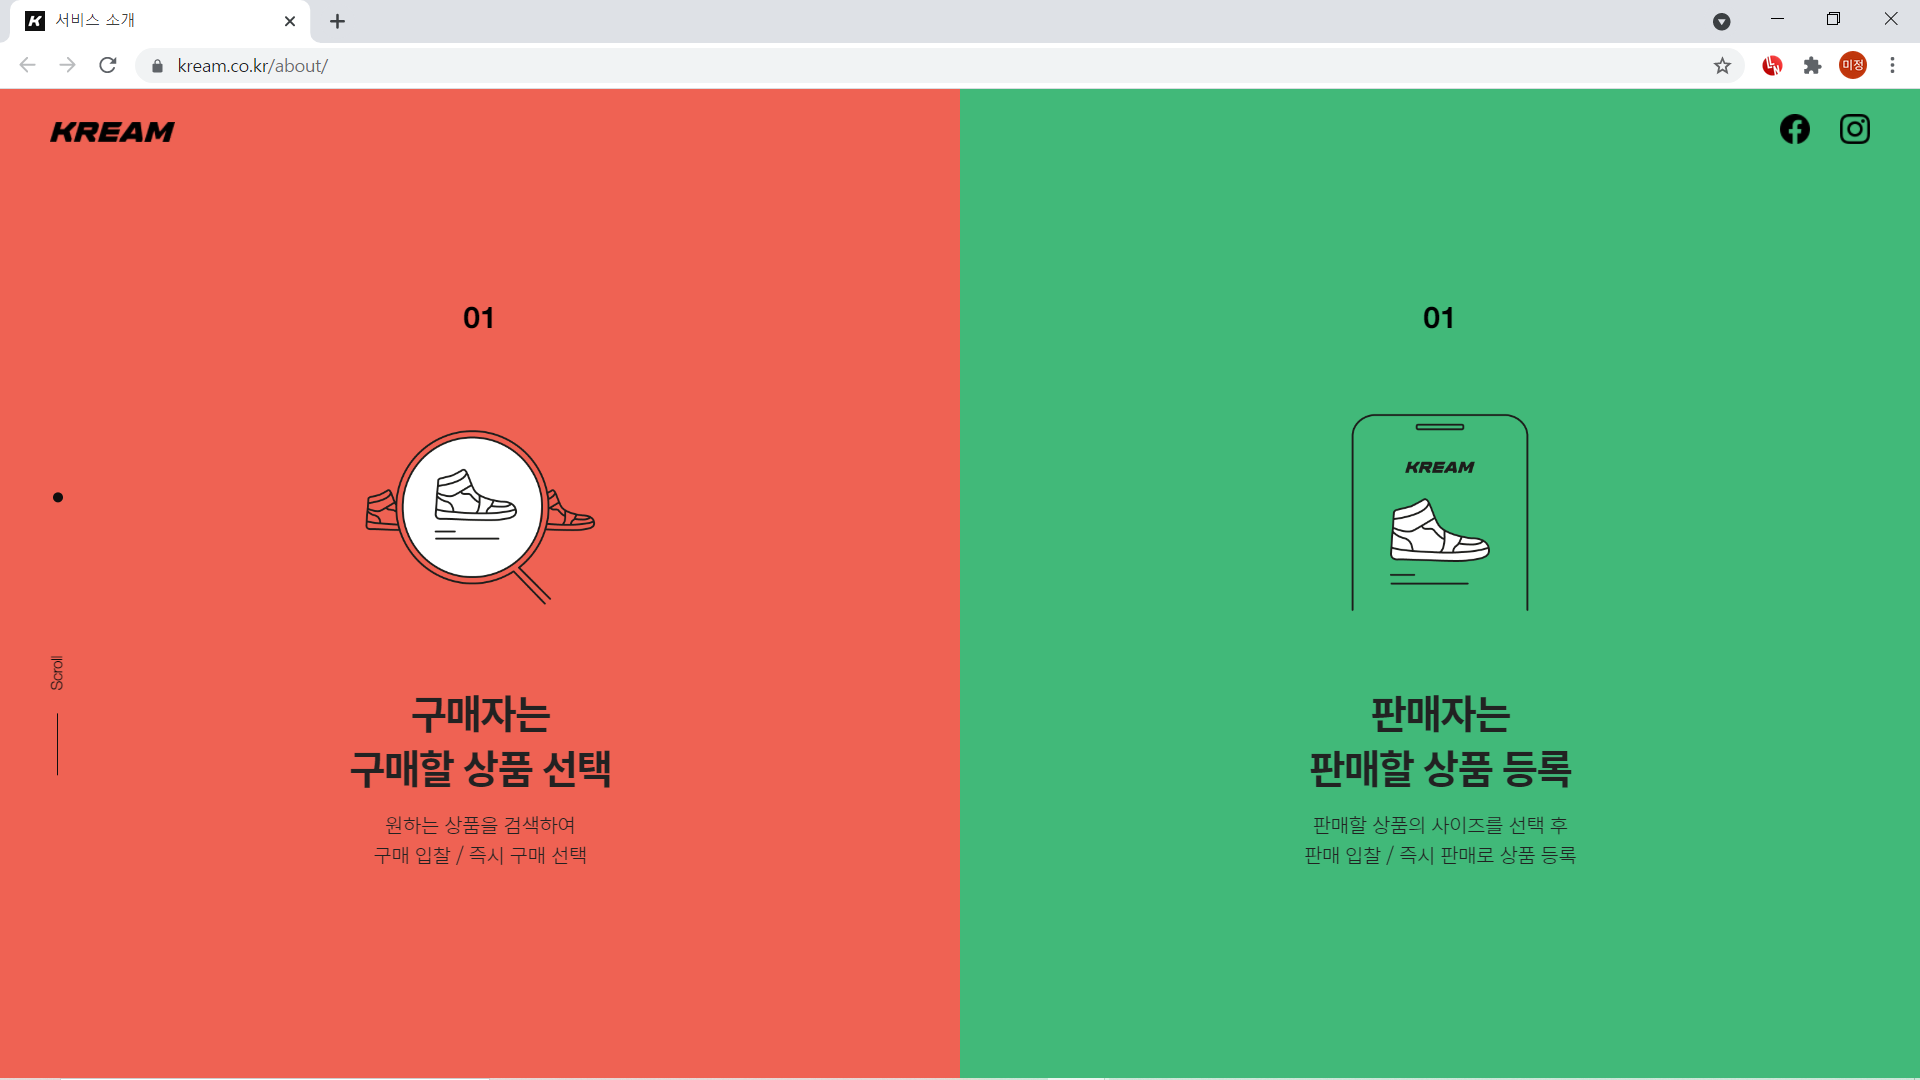 서비스 소개
kream.co.kr/about/
미정
KREAM
01
구매자는
구매할 상품 선택
원하는 상품을 검색하여
구매 입찰 / 즉시 구매 선택
Scroll
01
KREAM
판매자는
판매할 상품 등록
판매할 상품의 사이즈를 선택 후
판매 입찰 / 즉시 판매로 상품 등록